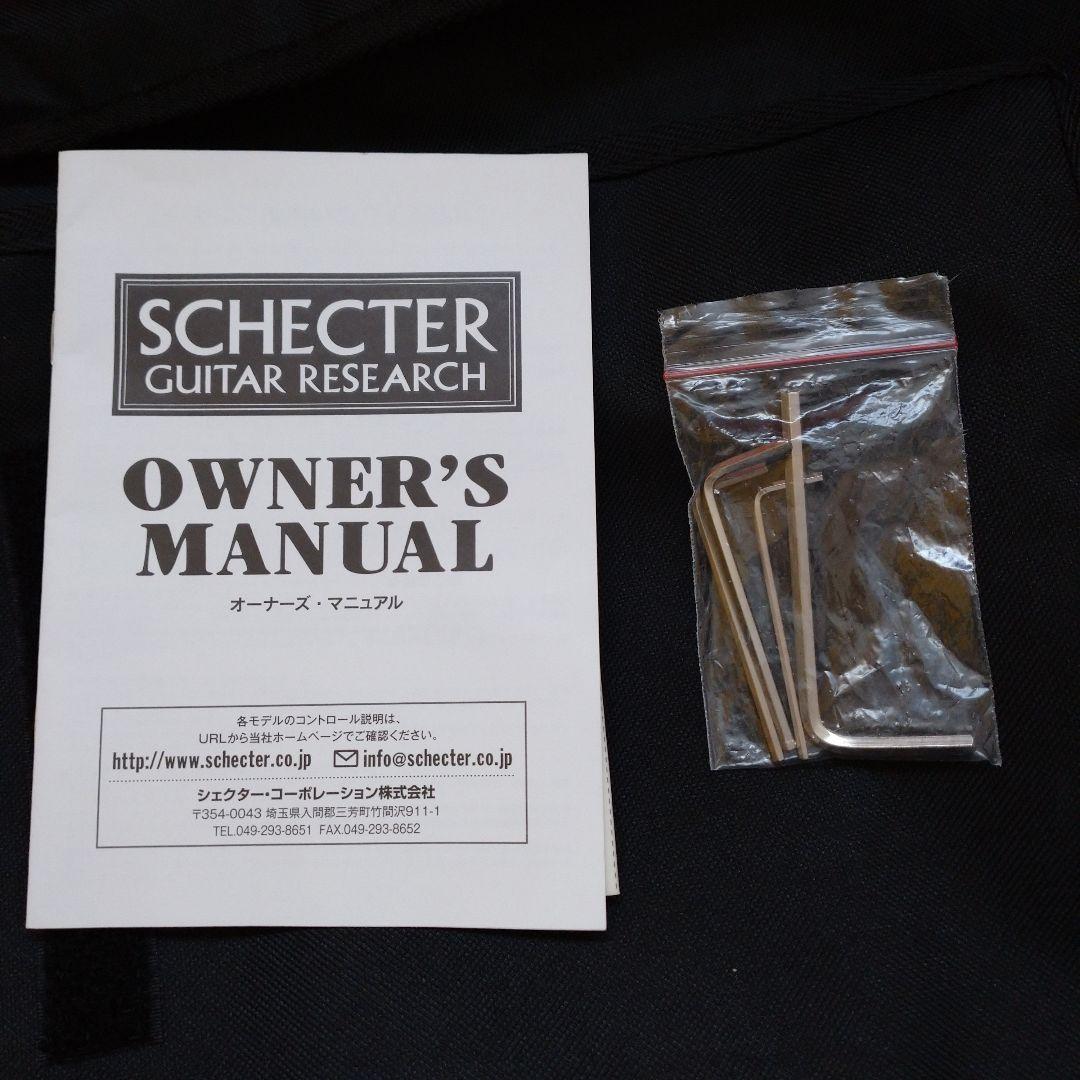 SCHECTER
GUITAR RESEARCH
OWNER'S
MANUAL
オーナーズ・マニュアル
各モデルのコントロール説明は、
URLから当社ホームページでご確認ください。
http://www.schecter.co.jp info@schecter.co.jp
シェクター・コーポレーション株式会社
〒354-0043 埼玉県入間郡三芳町竹間沢911-1
TEL.049-293-8651 FAX.049-293-8652